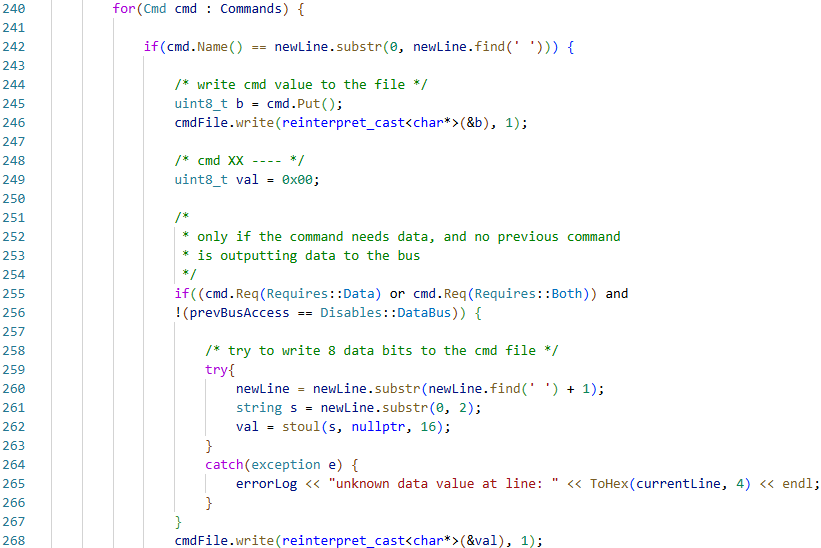 240 for(Cmd cmd : Commands) {
241
242 if(cmd.Name() == newLine.substr(0, newLine.find(' '))) {
243
244 /* write cmd value to the file */
245 uint8_t b = cmd.Put();
246 cmdFile.write(reinterpret_cast<char*>(&b), 1);
247
248 /* cmd XX ---- */
249 uint8_t val = 0x00;
250
251 /*
252 * only if the command needs data, and no previous command
253 * is outputting data to the bus
254 */
255 if((cmd.Req(Requires::Data) or cmd.Req(Requires::Both)) and
256 !(prevBusAccess == Disables::DataBus)) {
257
258 /* try to write 8 data bits to the cmd file */
259 try{
260 newLine = newLine.substr(newLine.find(' ') + 1);
261 string s = newLine.substr(0, 2);
262 val = stoul(s, nullptr, 16);
263 }
264 catch(exception e) {
265 errorLog << "unknown data value at line: " << ToHex(currentLine, 4) << endl;
266 }
267 }
268 cmdFile.write(reinterpret_cast<char*>(&val), 1);